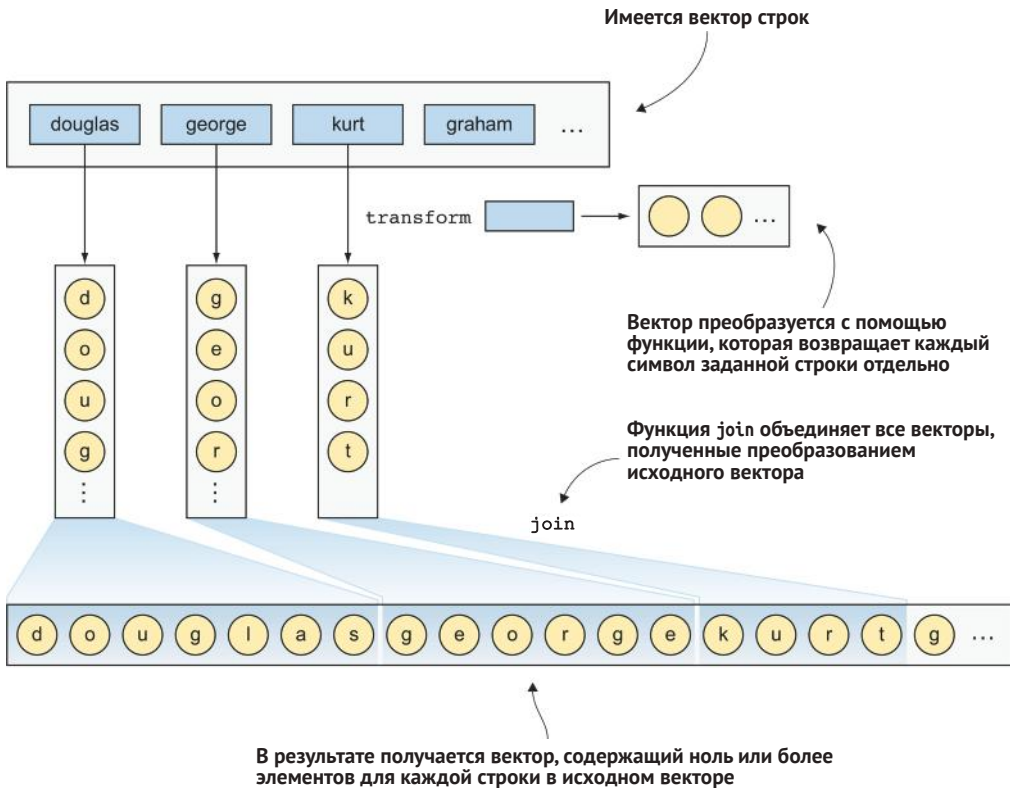 Имеется вектор строк
douglas george kurt graham ...
transform
...
d
o
u
g
⋮
g
e
o
r
⋮
k
u
r
t
Вектор преобразуется с помощью
функции, которая возвращает каждый
символ заданной строки отдельно
Функция join объединяет все векторы,
полученные преобразованием
исходного вектора
join
d o u g l a s g e o r g e k u r t g ...
В результате получается вектор, содержащий ноль или более
элементов для каждой строки в исходном векторе